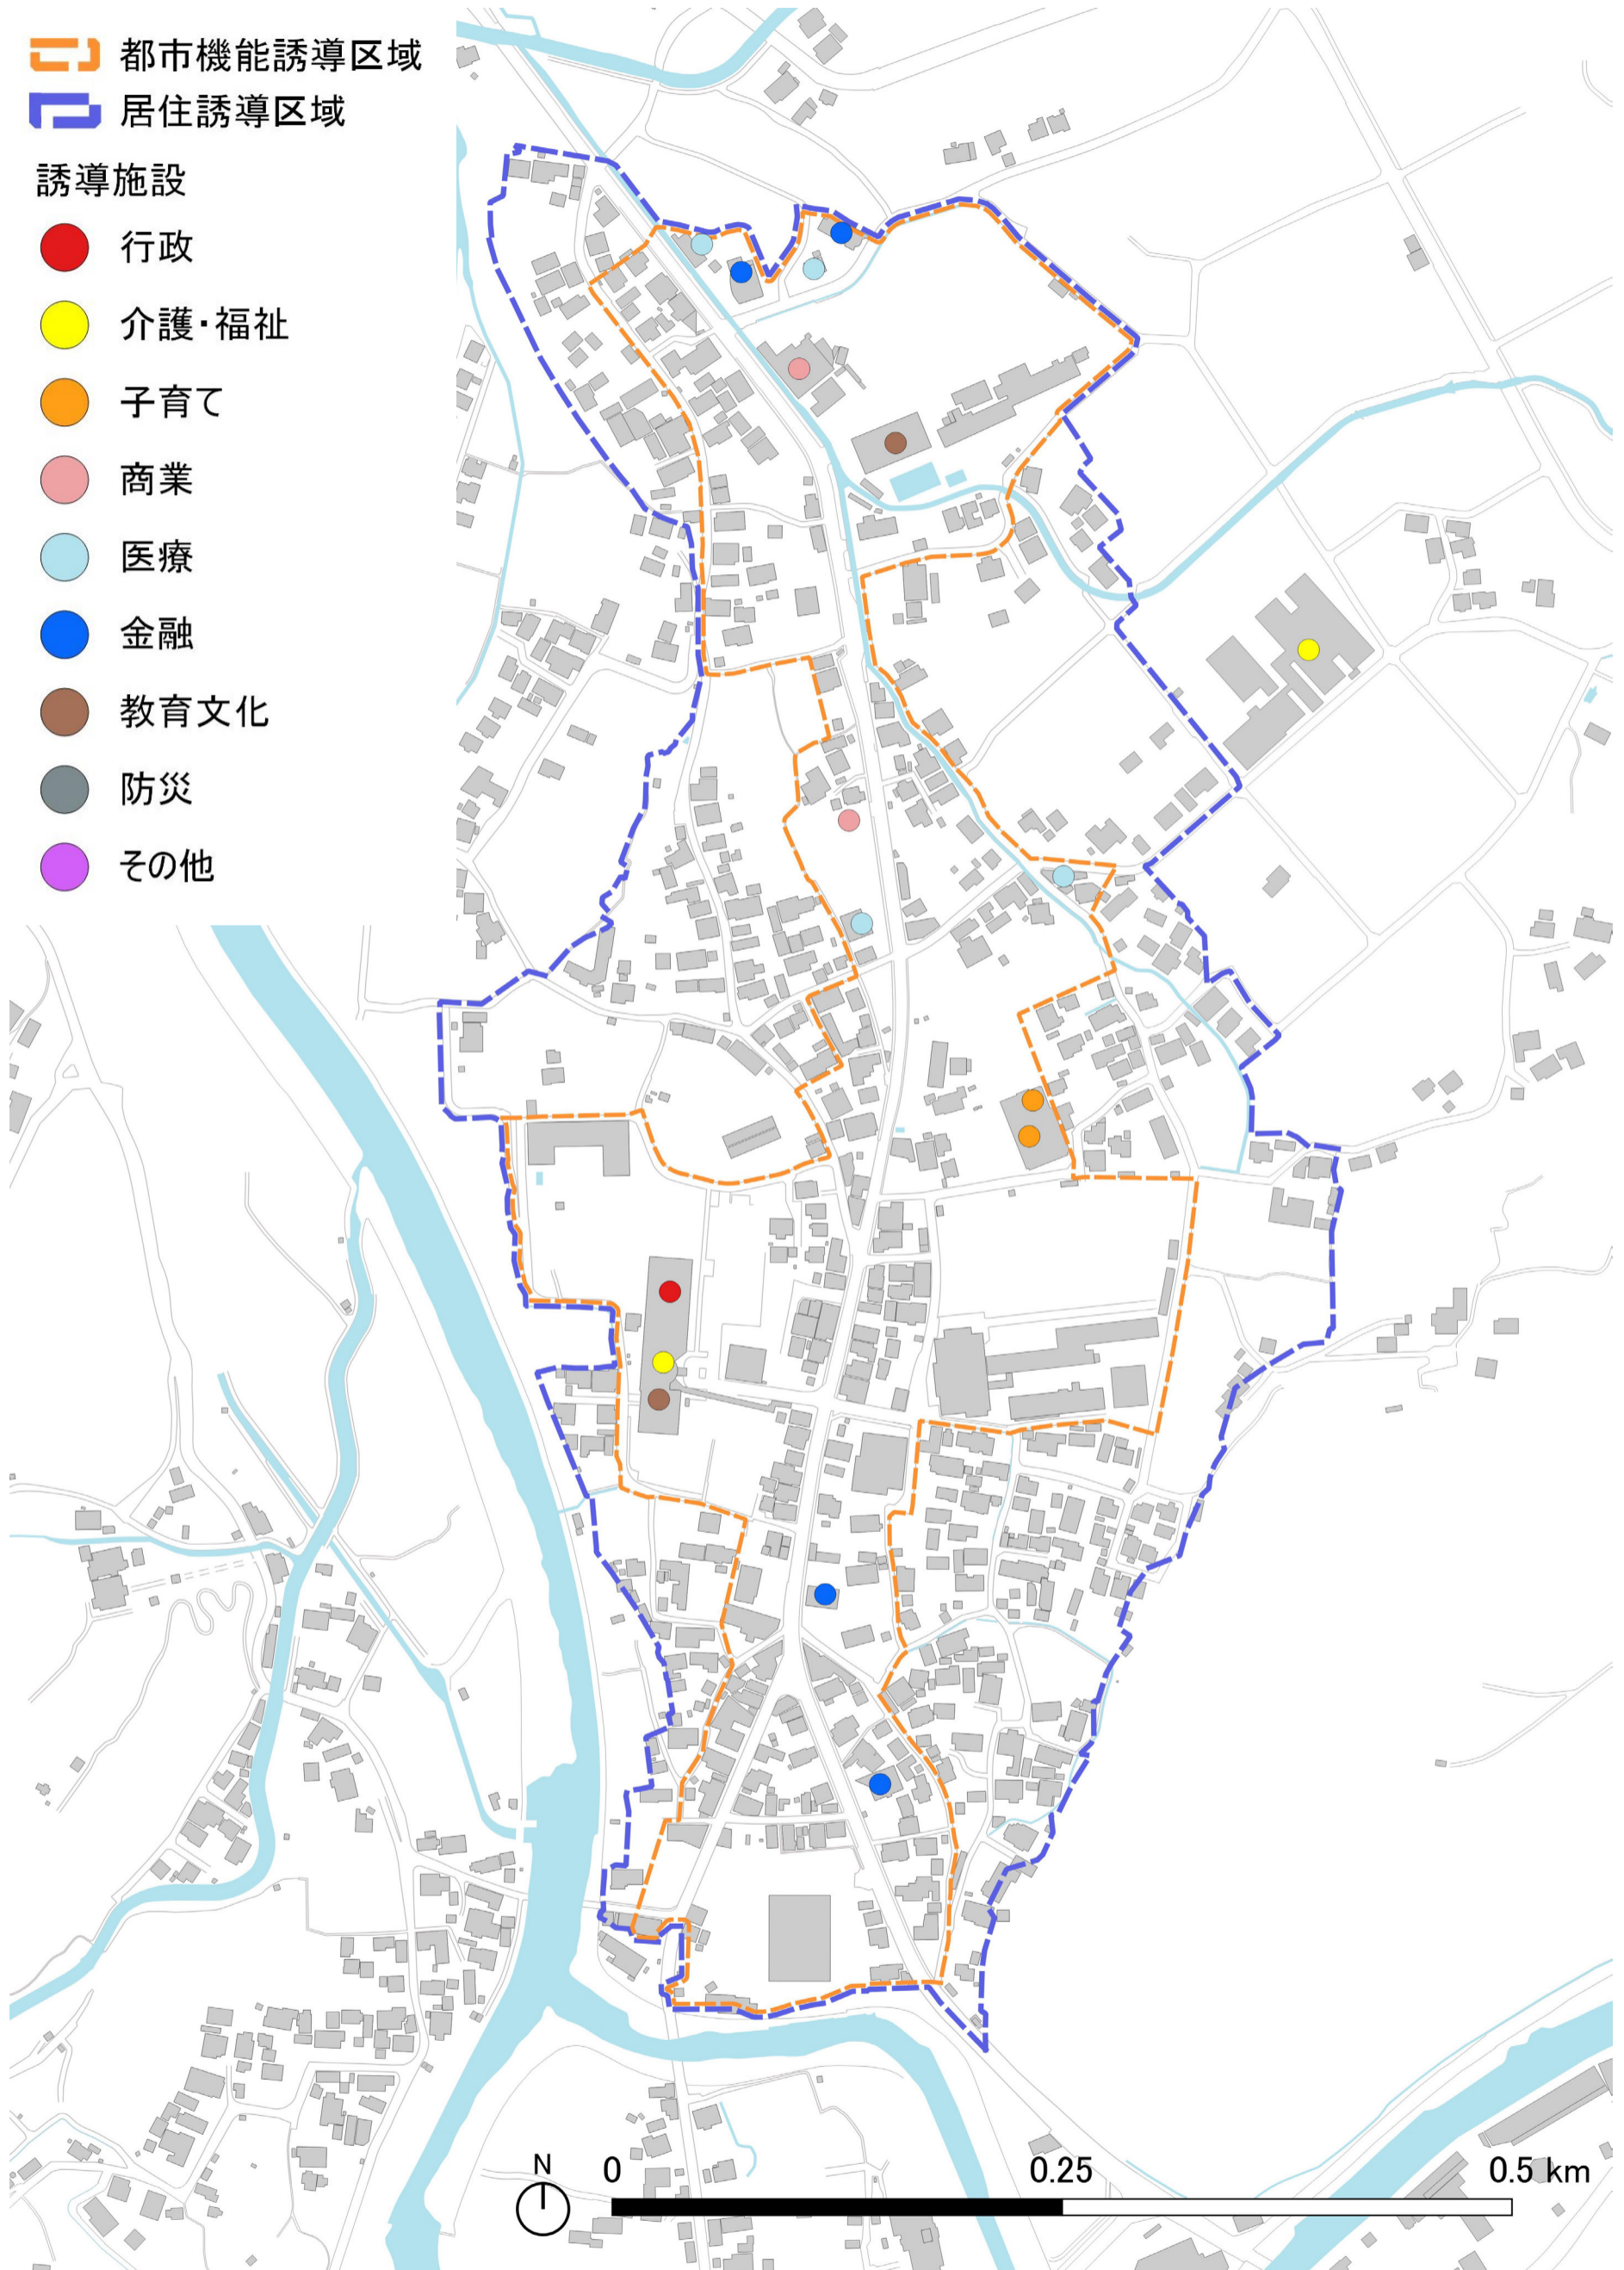 都市機能誘導区域
居住誘導区域
誘導施設
行政
介護・福祉
子育て
商業
医療
金融
教育文化
防災
その他
N
0 0.25 0.5 km